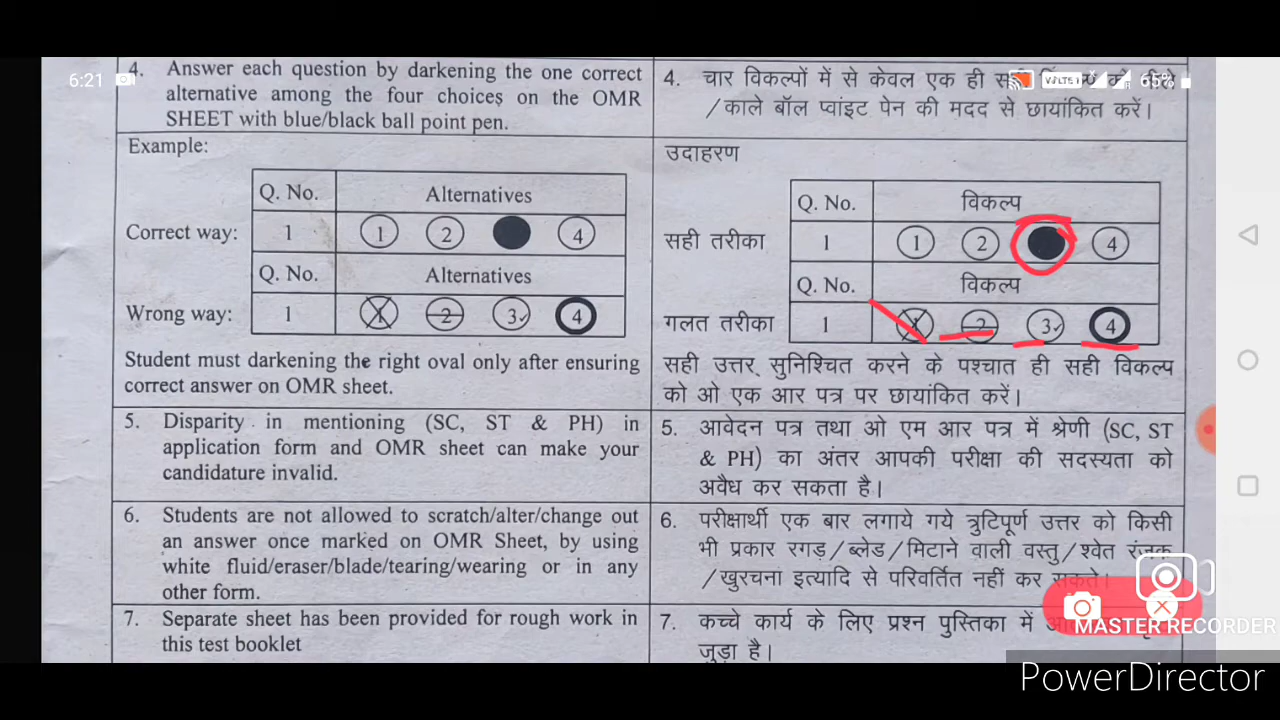 6:21
VoLTE 1
65%
4. Answer each question by darkening the one correct
alternative among the four choices on the OMR
SHEET with blue/black ball point pen.
Example:
Q. No. Alternatives
Correct way: 1 1 2 4
Q. No. Alternatives
Wrong way: 1 1 2 3 4
Student must darkening the right oval only after ensuring
correct answer on OMR sheet.
5. Disparity in mentioning (SC, ST & PH) in
application form and OMR sheet can make your
candidature invalid.
6. Students are not allowed to scratch/alter/change out
an answer once marked on OMR Sheet, by using
white fluid/eraser/blade/tearing/wearing or in any
other form.
7. Separate sheet has been provided for rough work in
this test booklet
4. चार विकल्पों में से केवल एक ही
/काले बॉल प्वांइट पेन की मदद से छायांकित करें।
उदाहरण
Q. No. विकल्प
सही तरीका 1 1 2 4
Q. No. विकल्प
गलत तरीका 1 1 2 3 4
सही उत्तर सुनिश्चित करने के पश्चात ही सही विकल्प
को ओ एक आर पत्र पर छायांकित करें।
5. आवेदन पत्र तथा ओ एम आर पत्र में श्रेणी (SC, ST
& PH) का अंतर आपकी परीक्षा की सदस्यता को
अवैध कर सकता है।
6. परीक्षार्थी एक बार लगाये गये त्रुटिपूर्ण उत्तर को किसी
भी प्रकार रगड़/ब्लेड/मिटाने वाली वस्तु/श्वेत रंजक
/खुरचना इत्यादि से परिवर्तित नहीं कर सकते।
7. कच्चे कार्य के लिए प्रश्न पुस्तिका में
जुड़ा है।
MASTER RECORDER
PowerDirector